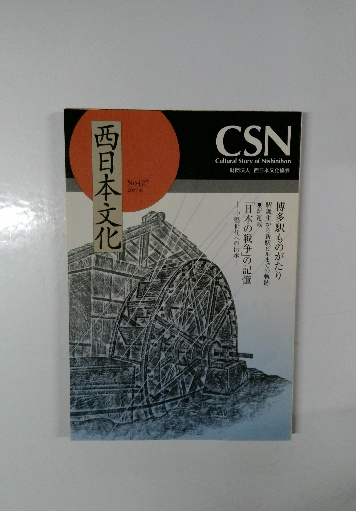 CSN
Cultural Story of Nishinihon
財団法人 西日本文化協会
西日本文化
No.427
博多駅ものがたり
「日本の戦争」の記憶